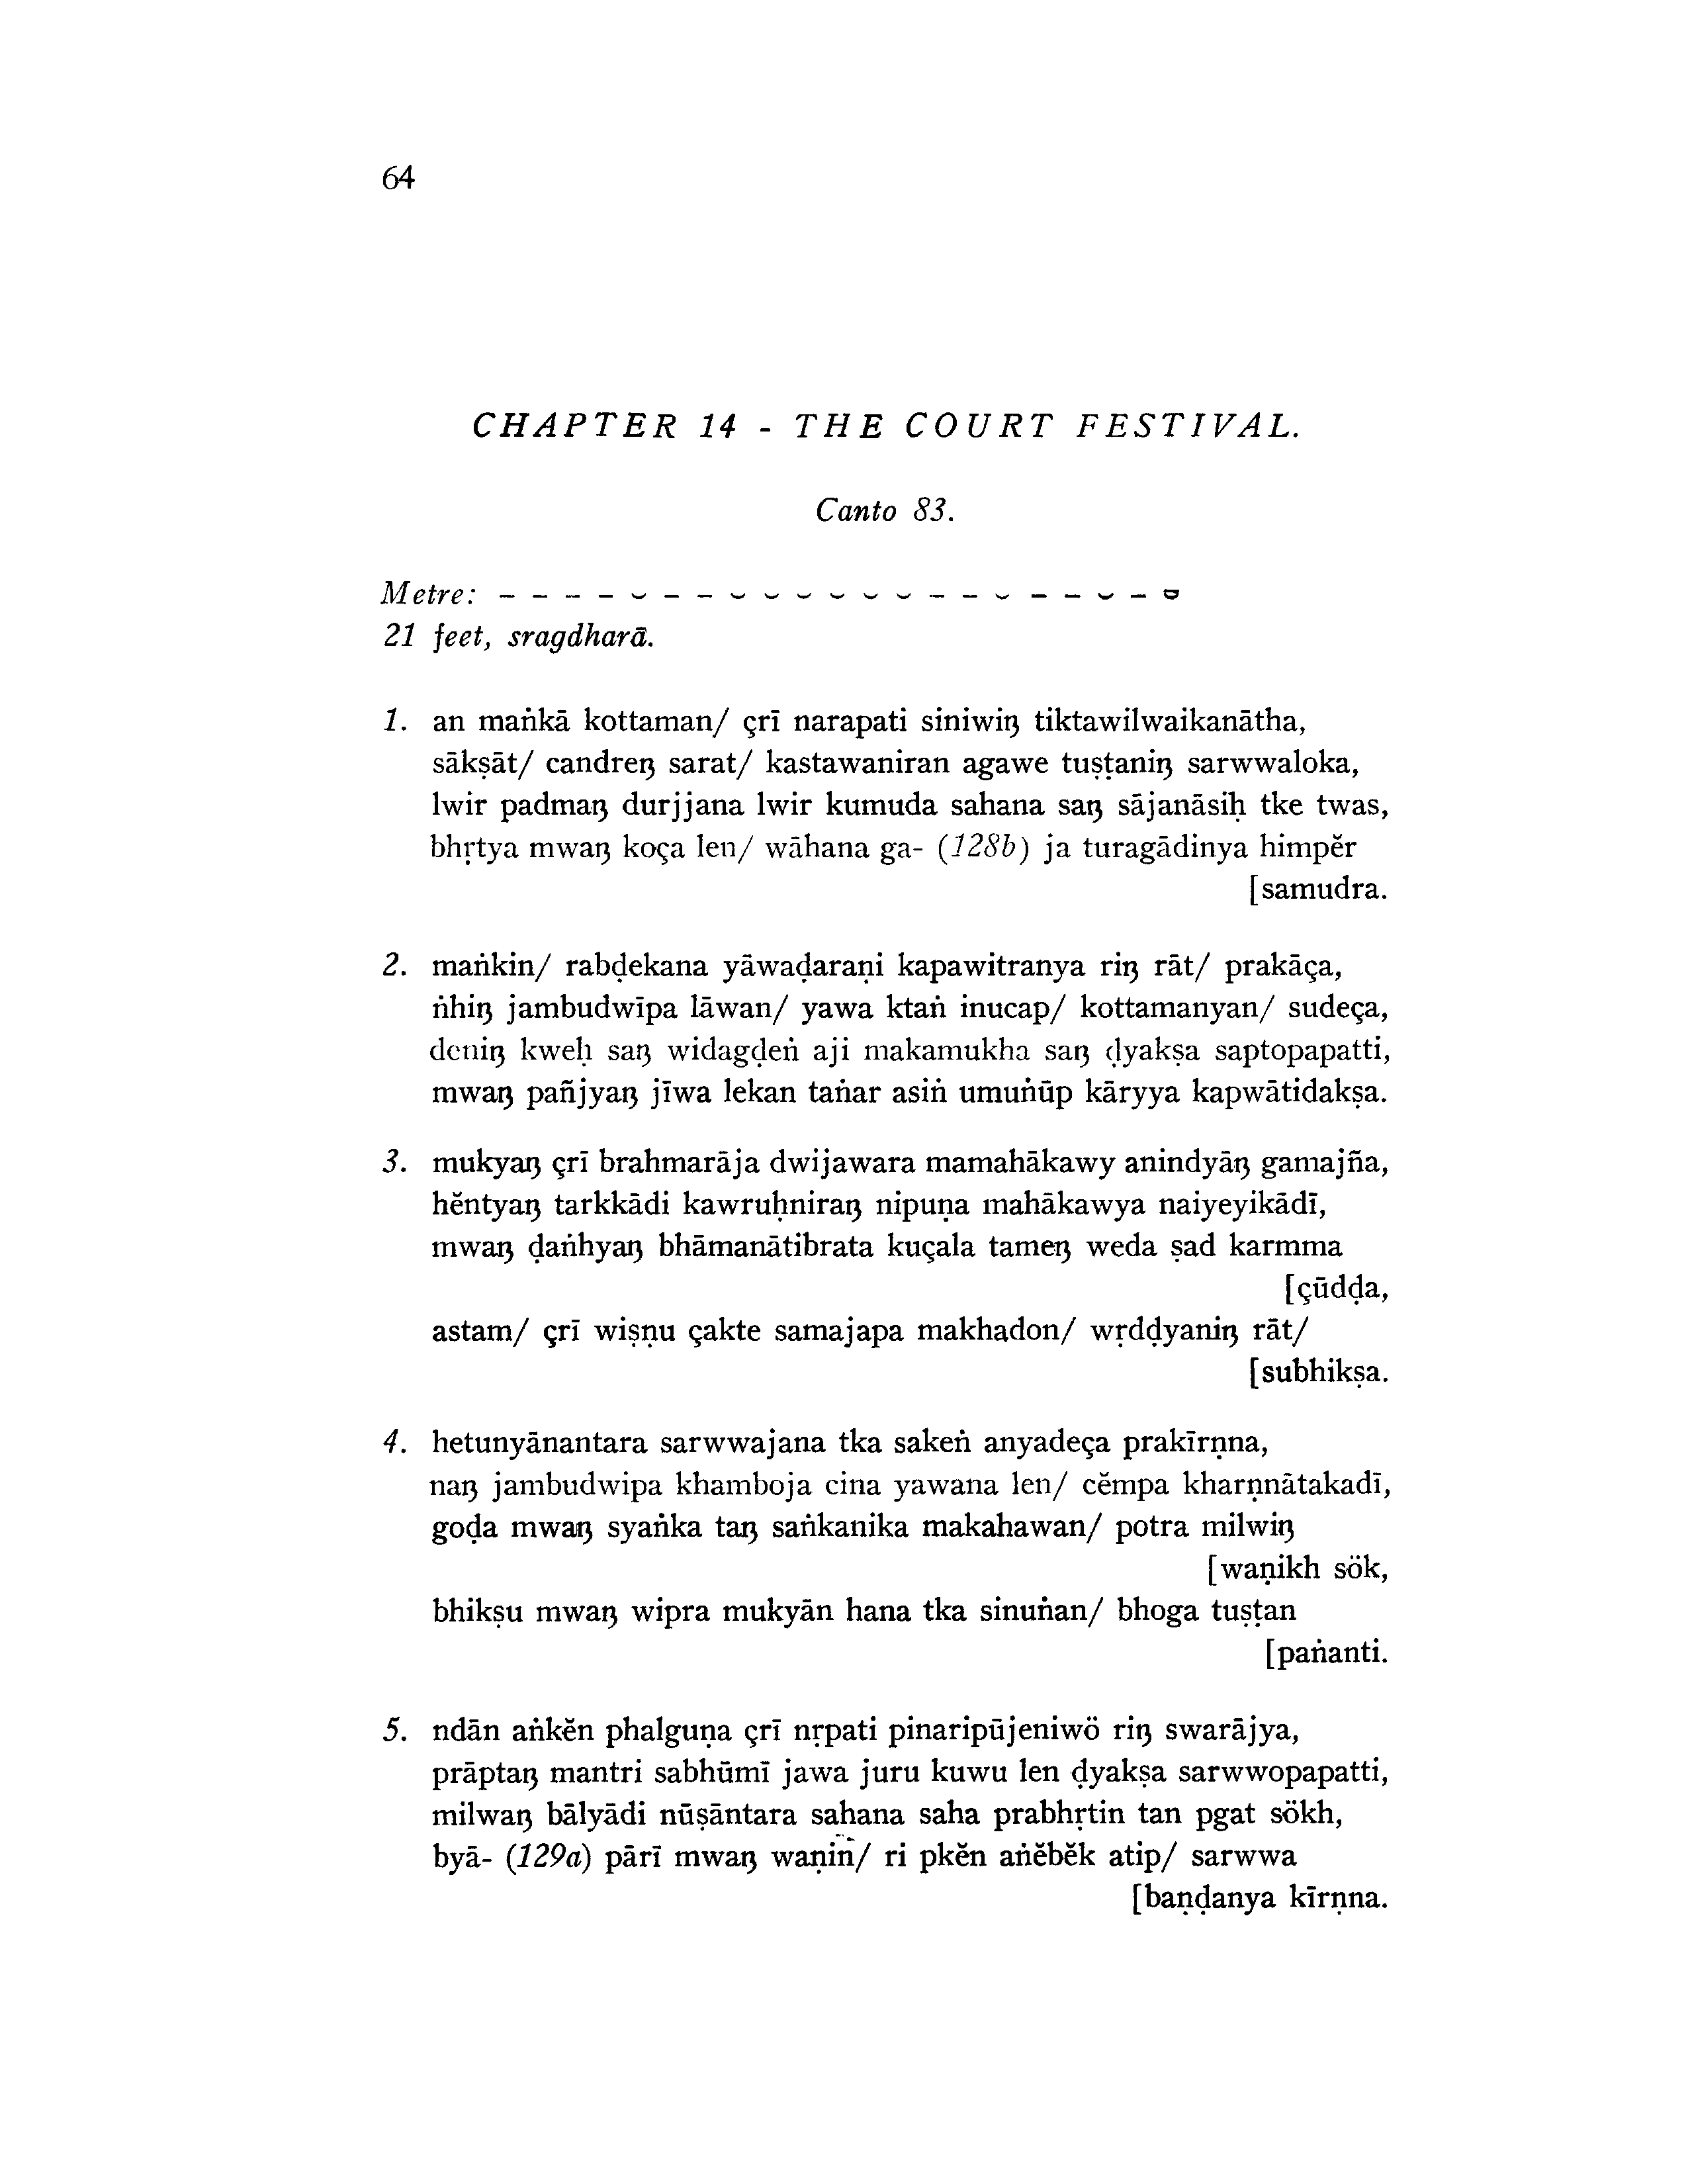 64
CHAPTER 14 - THE COURT FESTIVAL.
Canto 83.
Metre: – – – – ⏑ – – ⏑ ⏑ ⏑ ⏑ ⏑ ⏑ – – ⏑ – – ⏑ – ⏓
21 feet, sragdharā.
1. an maṅkā kottaman/ çrī narapati siniwiŋ tiktawilwaikanātha,
sākṣāt/ candreŋ sarat/ kastawaniran agawe tuṣṭaniŋ sarwwaloka,
lwir padmaŋ durjjana lwir kumuda sahana saŋ sājanāsiḥ tke twas,
bhṛtya mwaŋ koça len/ wāhana ga- (128b) ja turagādinya himpĕr
[samudra.
2. maṅkin/ rabḍekana yāwaḍaraṇi kapawitranya riŋ rāt/ prakāça,
ṅhiŋ jambudwīpa lāwan/ yawa ktaṅ inucap/ kottamanyan/ sudeça,
deniŋ kweḥ saŋ widagḍeṅ aji makamukha saŋ ḍyakṣa saptopapatti,
mwaŋ pañjyaŋ jīwa lekan taṅar asiṅ umuṅūp kāryya kapwātidakṣa.
3. mukyaŋ çrī brahmarāja dwijawara mamahākawy anindyāŋ gamajña,
hĕntyaŋ tarkkādi kawruḥniraŋ nipuṇa mahākawya naiyeyikādī,
mwaŋ ḍaṅhyaŋ bhāmanātibrata kuçala tameŋ weda ṣad karmma
[çūdḍa,
astam/ çrī wiṣṇu çakte samajapa makhadon/ wṛdḍyaniŋ rāt/
[subhikṣa.
4. hetunyānantara sarwwajana tka sakeṅ anyadeça prakīrṇna,
naŋ jambudwipa khamboja cina yawana len/ cĕmpa kharṇnātakadī,
goḍa mwaŋ syaṅka taŋ saṅkanika makahawan/ potra milwiŋ
[waṇikh sök,
bhikṣu mwaŋ wipra mukyān hana tka sinuṅan/ bhoga tuṣṭan
[paṅanti.
5. ndān aṅkĕn phalguṇa çrī nṛpati pinaripūjeniwö riŋ swarājya,
prāptaŋ mantri sabhūmī jawa juru kuwu len ḍyakṣa sarwwopapatti,
milwaŋ bālyādi nūṣāntara sahana saha prabhṛtin tan pgat sökh,
byā- (129a) pārī mwaŋ waṇiṅ/ ri pkĕn aṅĕbĕk atip/ sarwwa
[baṇḍanya kīrṇna.